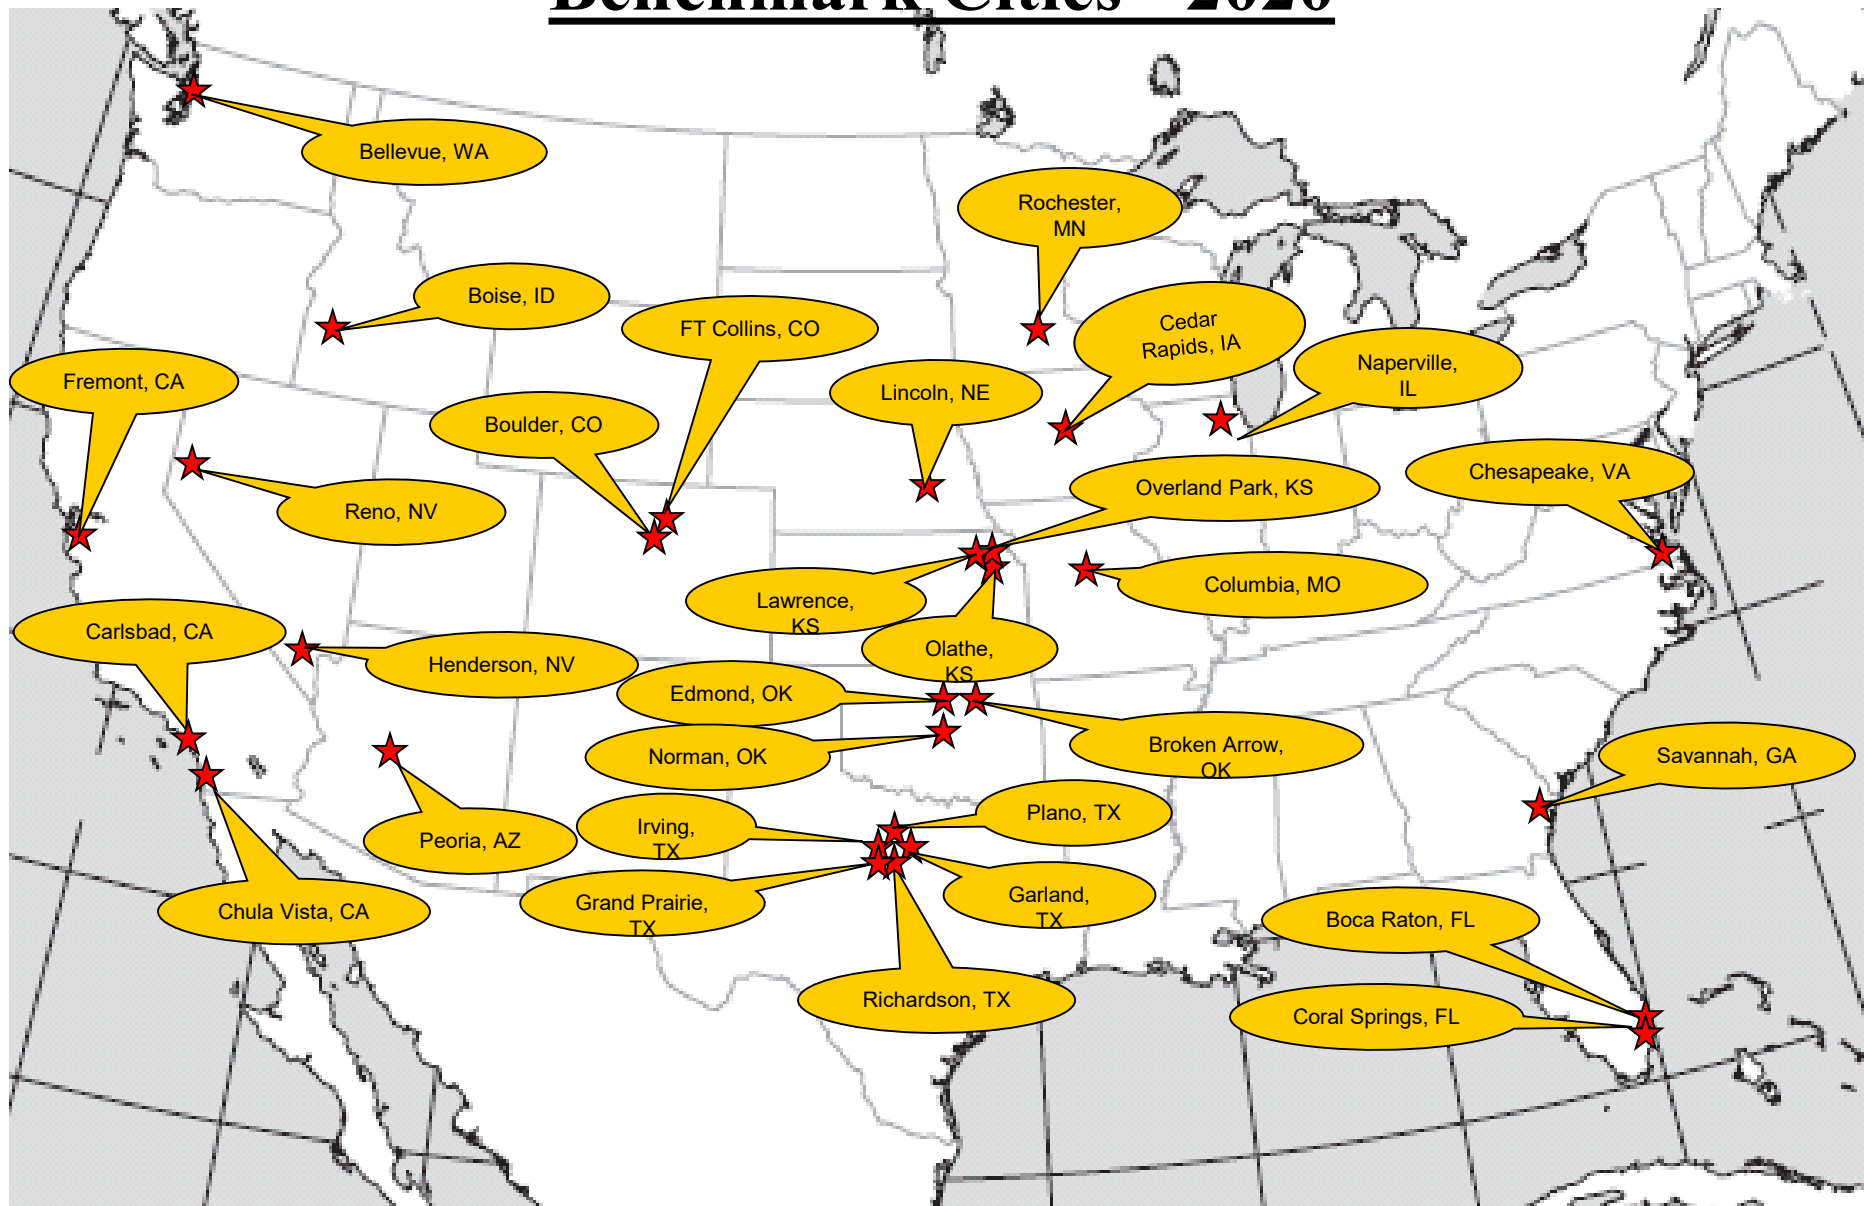 Benchmark Cities - 2020
Bellevue, WA
Rochester,
MN
Boise, ID
FT Collins, CO
Cedar
Rapids, IA
Naperville,
IL
Fremont, CA
Lincoln, NE
Boulder, CO
Overland Park, KS
Chesapeake, VA
Reno, NV
Columbia, MO
Lawrence,
KS
Carlsbad, CA
Olathe,
KS
Henderson, NV
Edmond, OK
Broken Arrow,
OK
Norman, OK
Savannah, GA
Plano, TX
Irving,
TX
Peoria, AZ
Grand Prairie,
TX
Garland,
TX
Chula Vista, CA
Boca Raton, FL
Richardson, TX
Coral Springs, FL